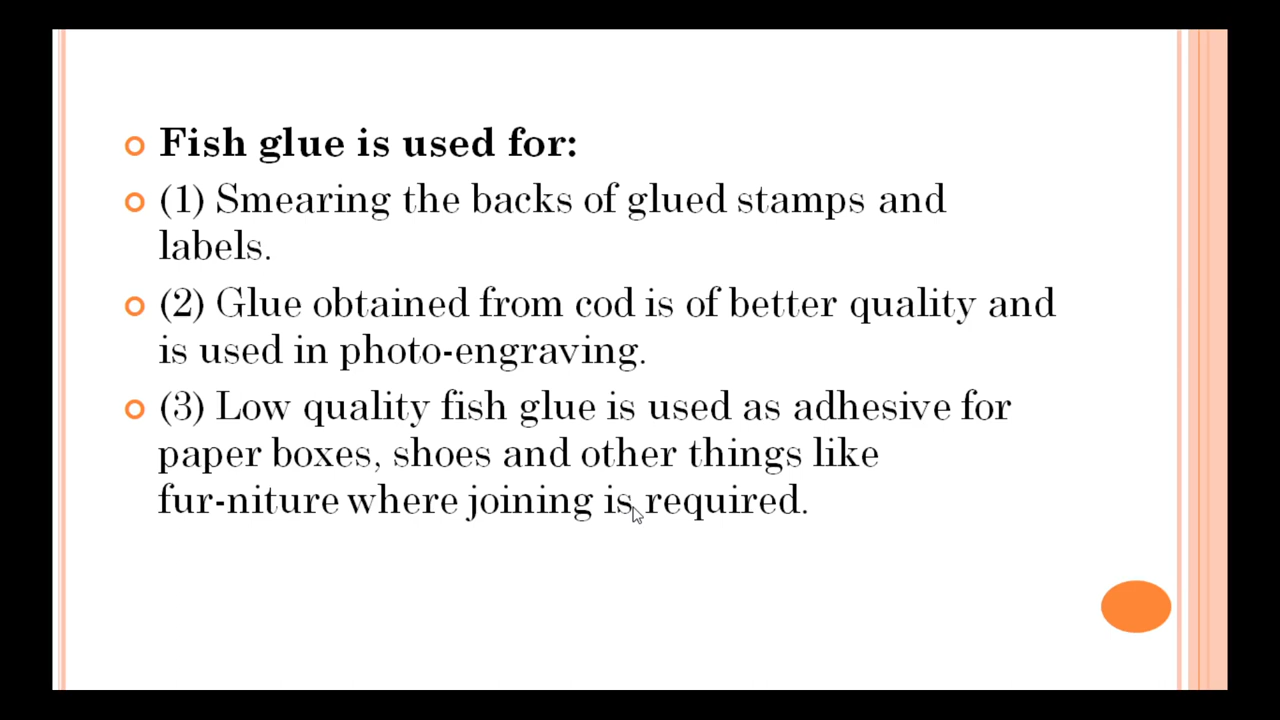 Fish glue is used for:
(1) Smearing the backs of glued stamps and
labels.
(2) Glue obtained from cod is of better quality and
is used in photo-engraving.
(3) Low quality fish glue is used as adhesive for
paper boxes, shoes and other things like
fur-niture where joining is required.